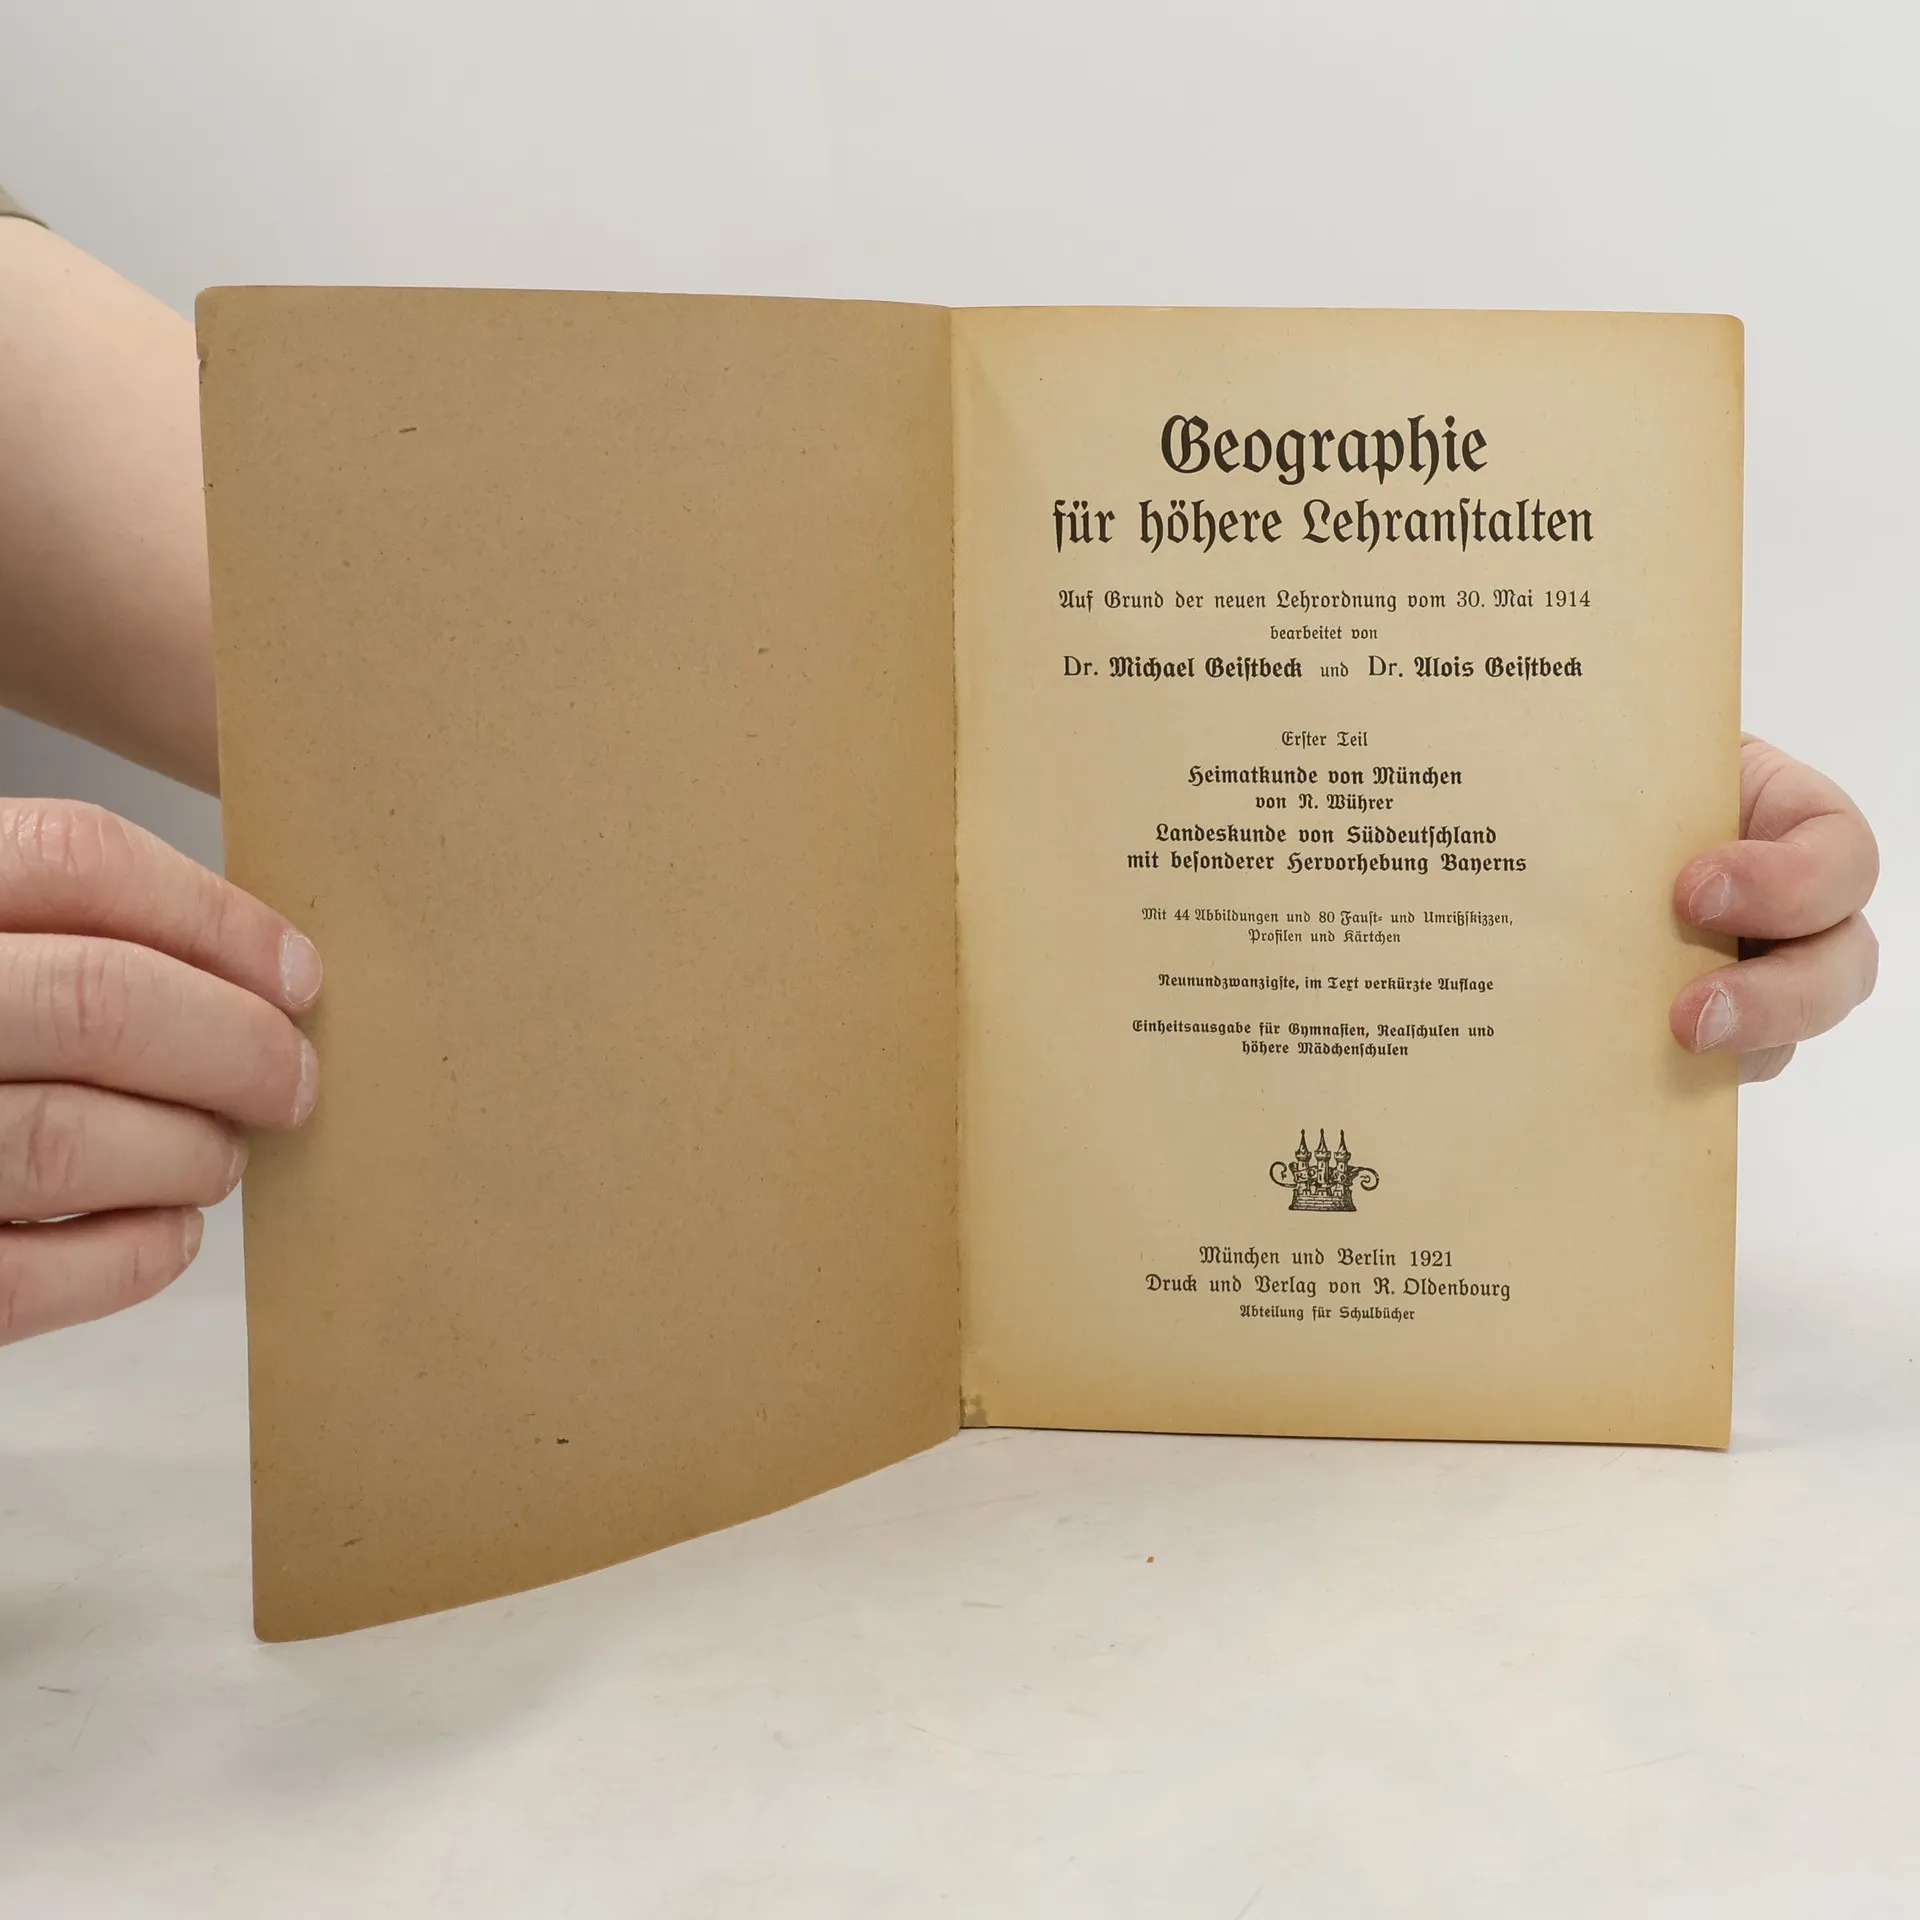 Geographie
für höhere Lehranſtalten
Auf Grund der neuen Lehrordnung vom 30. Mai 1914
bearbeitet von
Dr. Michael Geiſtbeck und Dr. Alois Geiſtbeck
Erſter Teil
Heimatkunde von München
von N. Wührer
Landeskunde von Süddeutſchland
mit beſonderer Hervorhebung Bayerns
Mit 44 Abbildungen und 80 Fauſt- und Umrißſkizzen,
Profilen und Kärtchen
Neunundzwanzigſte, im Text verkürzte Auflage
Einheitsausgabe für Gymnaſien, Realſchulen und
höhere Mädchenſchulen
München und Berlin 1921
Druck und Verlag von R. Oldenbourg
Abteilung für Schulbücher